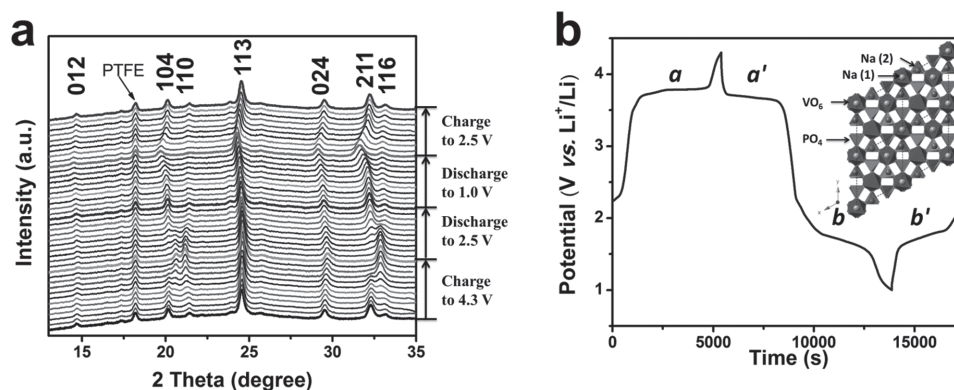 a
Intensity (a.u.)
012
PTFE
104
110
113
024
211
116
Charge
to 2.5 V
Discharge
to 1.0 V
Discharge
to 2.5 V
Charge
to 4.3 V
15 20 25 30 35
2 Theta (degree)
b
Potential (V vs. Li⁺/Li)
4
3
2
1
a a'
b b'
Na (2)
Na (1)
VO₆
PO₄
0 5000 10000 15000
Time (s)